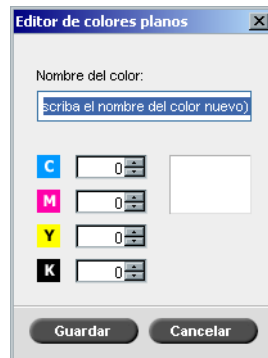 Editor de colores planos
Nombre del color:
scriba el nombre del color nuevo)
C 0
M 0
Y 0
K 0
Guardar Cancelar